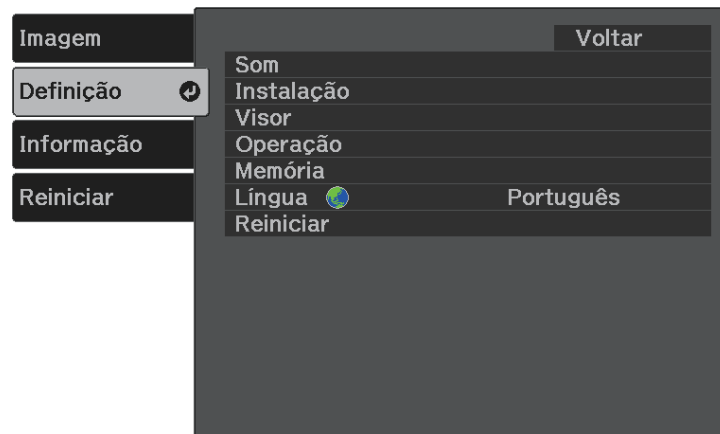 Imagem
Definição
Informação
Reiniciar
Voltar
Som
Instalação
Visor
Operação
Memória
Língua Português
Reiniciar